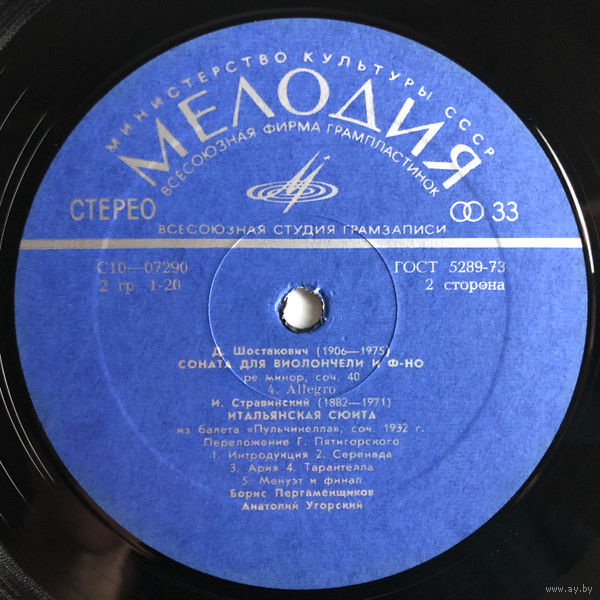 МИНИСТЕРСТВО КУЛЬТУРЫ СССР
МЕЛОДИЯ
ВСЕСОЮЗНАЯ ФИРМА ГРАМПЛАСТИНОК
СТЕРЕО
33
ВСЕСОЮЗНАЯ СТУДИЯ ГРАМЗАПИСИ
С10—07290
ГОСТ 5289-73
2 гр. 1-20
2 сторона
Д. Шостакович (1906—1975)
СОНАТА ДЛЯ ВИОЛОНЧЕЛИ И Ф-НО
ре минор, соч. 40
4. Allegro
И. Стравинский (1882—1971)
ИТАЛЬЯНСКАЯ СЮИТА
из балета «Пульчинелла», соч. 1932 г.
Переложение Г. Пятигорского
1. Интродукция 2. Серенада
3. Ария 4. Тарантелла
5. Менуэт и финал
Борис Пергаменщиков
Анатолий Угорский
www.ay.by